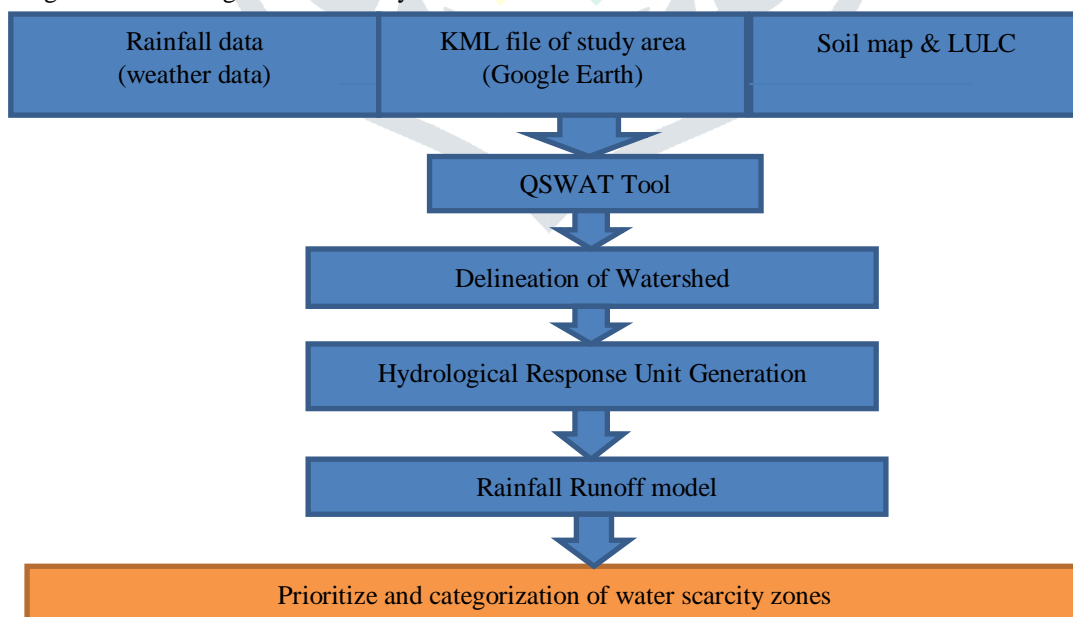 Rainfall data
(weather data)
KML file of study area
(Google Earth)
Soil map & LULC
QSWAT Tool
Delineation of Watershed
Hydrological Response Unit Generation
Rainfall Runoff model
Prioritize and categorization of water scarcity zones